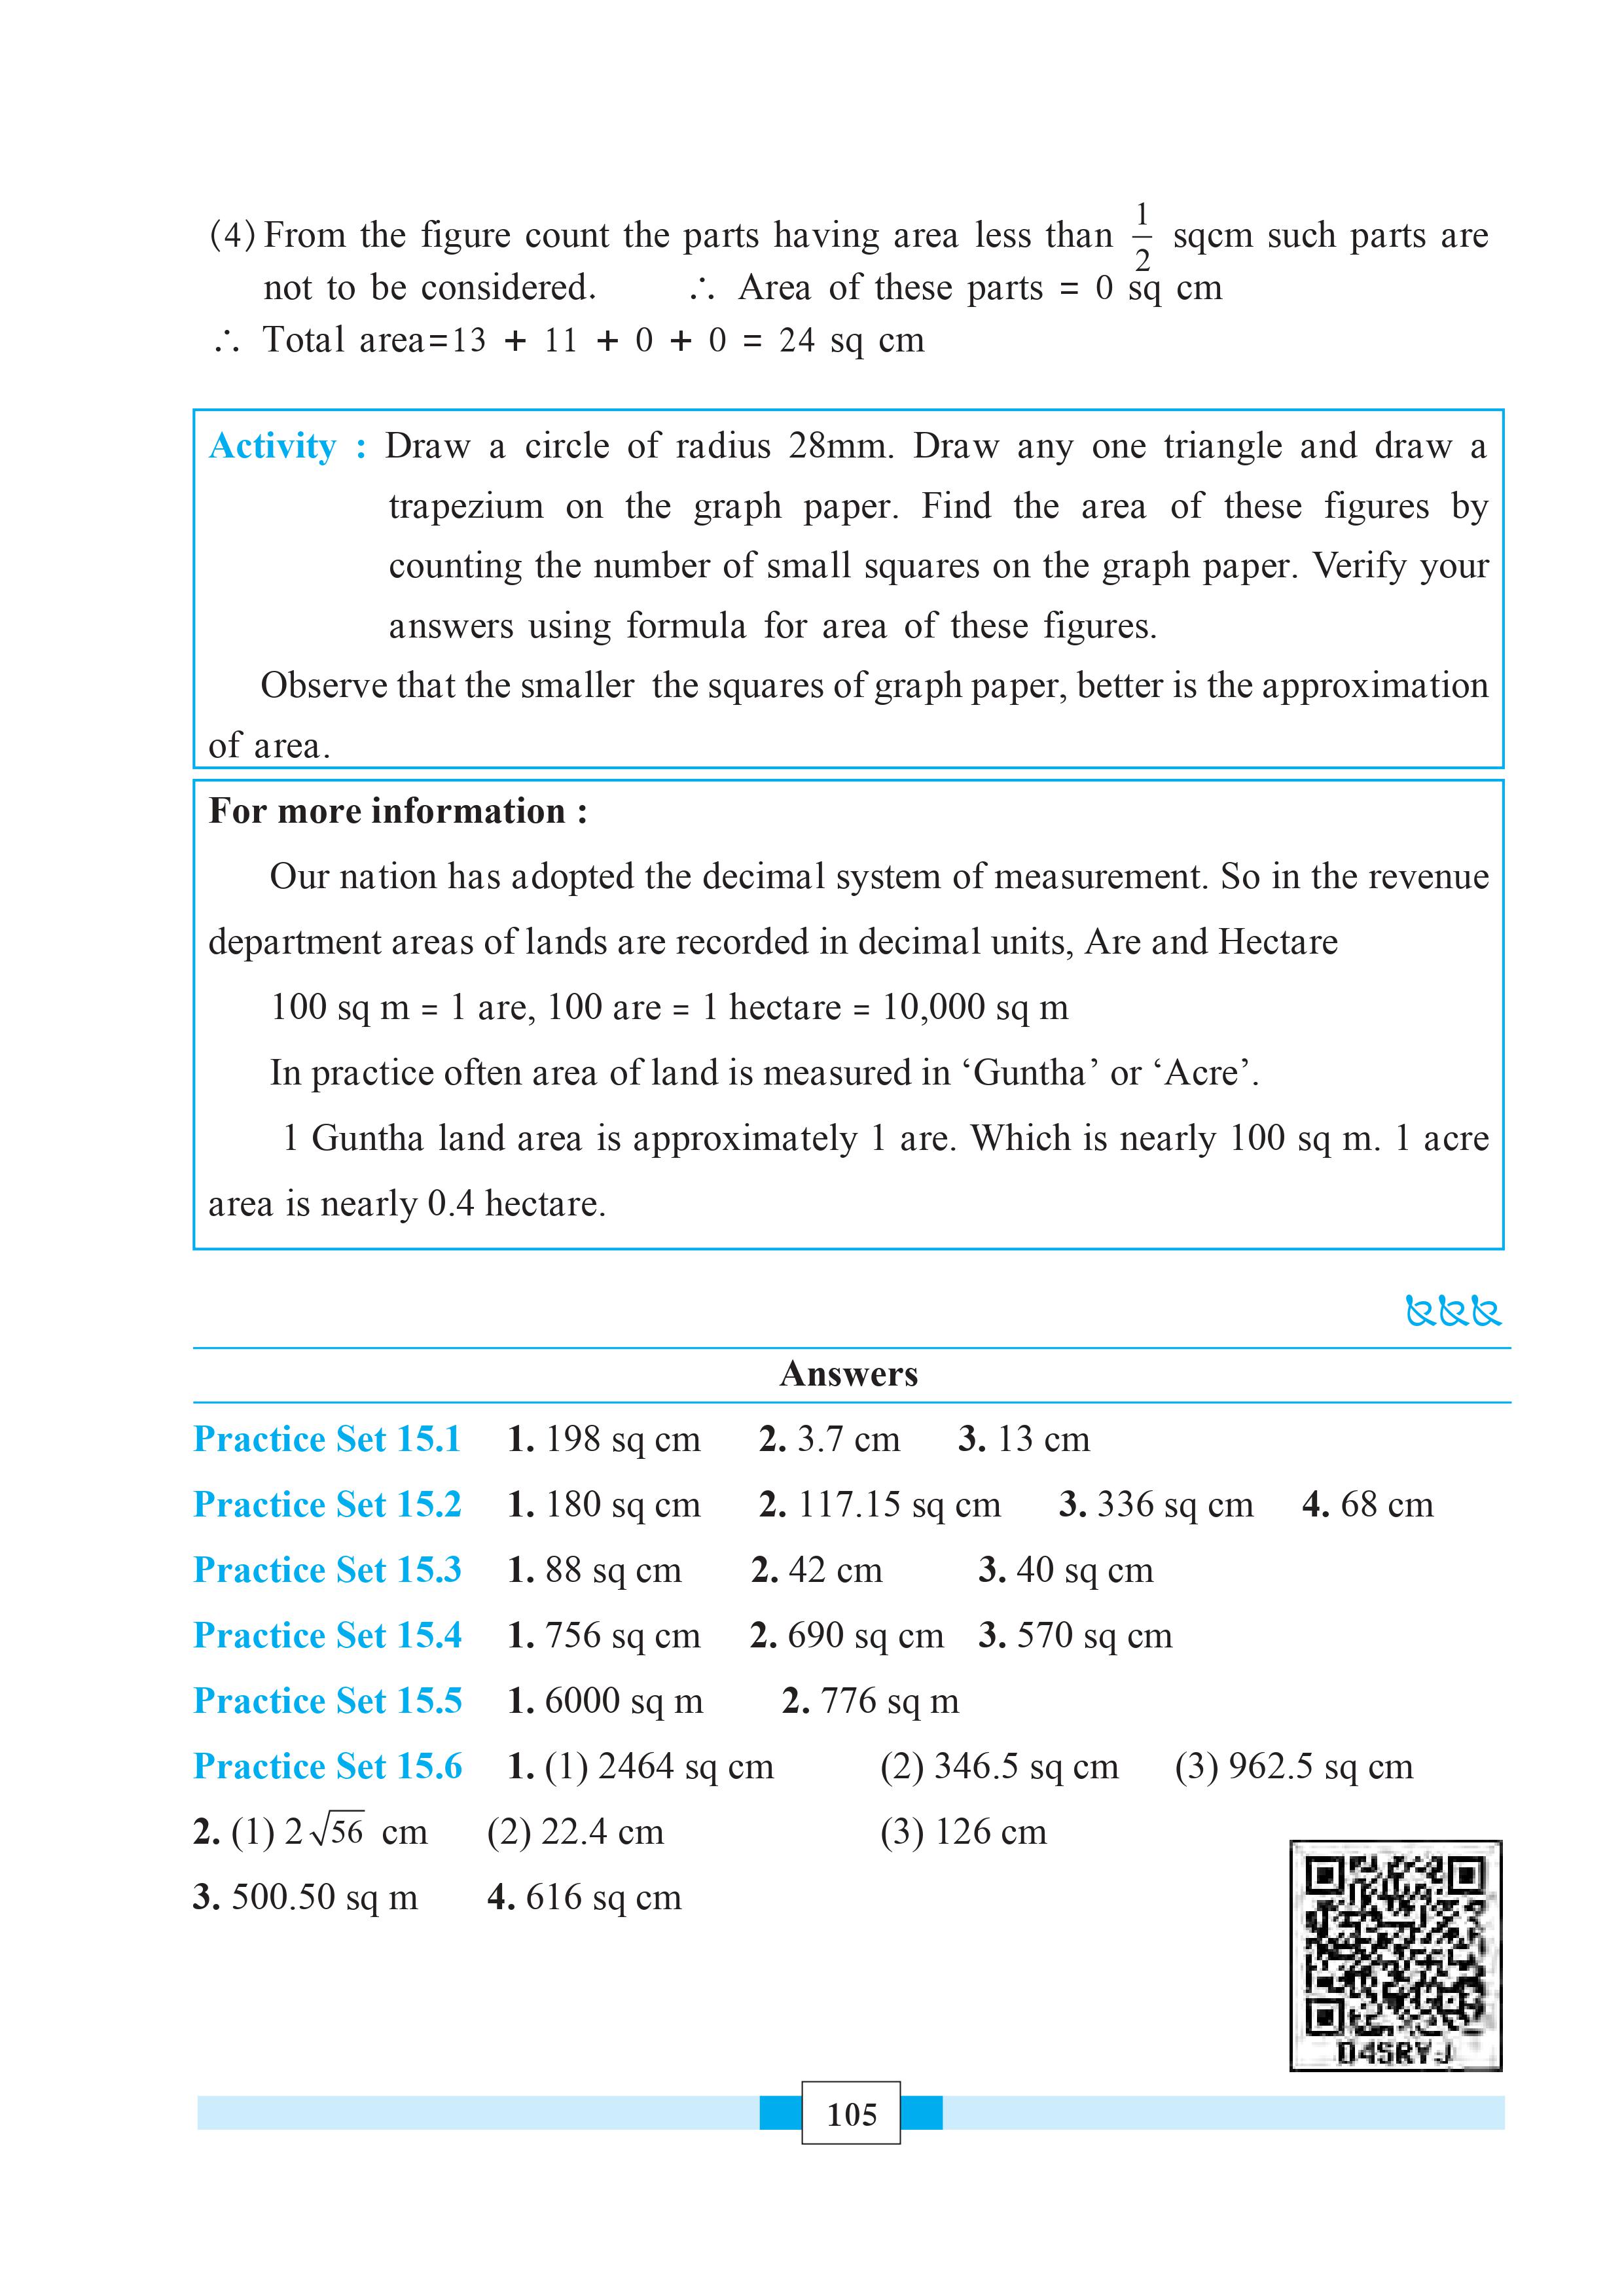 (4) From the figure count the parts having area less than 1/2 sqcm such parts are
not to be considered. ∴ Area of these parts = 0 sq cm
∴ Total area=13 + 11 + 0 + 0 = 24 sq cm
Activity : Draw a circle of radius 28mm. Draw any one triangle and draw a
trapezium on the graph paper. Find the area of these figures by
counting the number of small squares on the graph paper. Verify your
answers using formula for area of these figures.
Observe that the smaller the squares of graph paper, better is the approximation
of area.
For more information :
Our nation has adopted the decimal system of measurement. So in the revenue
department areas of lands are recorded in decimal units, Are and Hectare
100 sq m = 1 are, 100 are = 1 hectare = 10,000 sq m
In practice often area of land is measured in ‘Guntha’ or ‘Acre’.
1 Guntha land area is approximately 1 are. Which is nearly 100 sq m. 1 acre
area is nearly 0.4 hectare.
Answers
Practice Set 15.1 1. 198 sq cm 2. 3.7 cm 3. 13 cm
Practice Set 15.2 1. 180 sq cm 2. 117.15 sq cm 3. 336 sq cm 4. 68 cm
Practice Set 15.3 1. 88 sq cm 2. 42 cm 3. 40 sq cm
Practice Set 15.4 1. 756 sq cm 2. 690 sq cm 3. 570 sq cm
Practice Set 15.5 1. 6000 sq m 2. 776 sq m
Practice Set 15.6 1. (1) 2464 sq cm (2) 346.5 sq cm (3) 962.5 sq cm
2. (1) 2√56 cm (2) 22.4 cm (3) 126 cm
3. 500.50 sq m 4. 616 sq cm
D4SRYJ
105